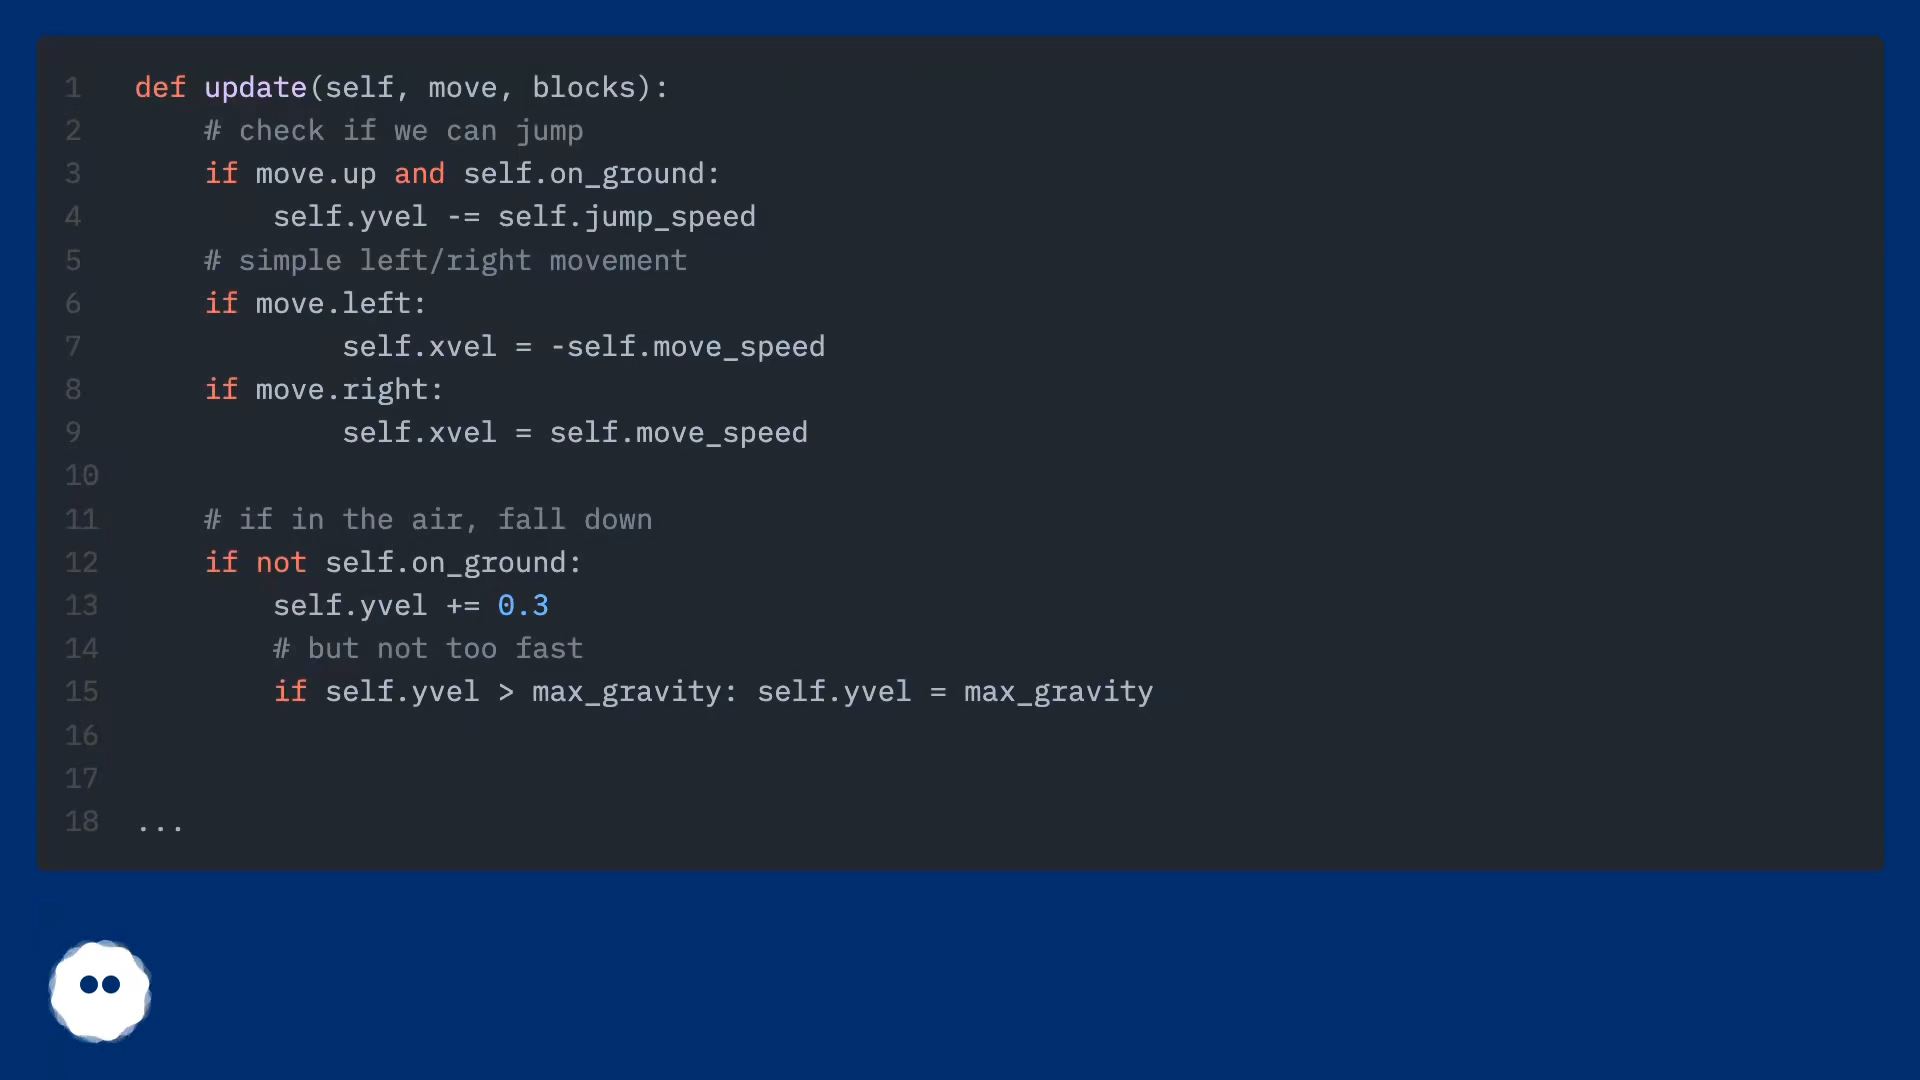 1 def update(self, move, blocks):
2 # check if we can jump
3 if move.up and self.on_ground:
4 self.yvel -= self.jump_speed
5 # simple left/right movement
6 if move.left:
7 self.xvel = -self.move_speed
8 if move.right:
9 self.xvel = self.move_speed
10
11 # if in the air, fall down
12 if not self.on_ground:
13 self.yvel += 0.3
14 # but not too fast
15 if self.yvel > max_gravity: self.yvel = max_gravity
16
17
18 ...